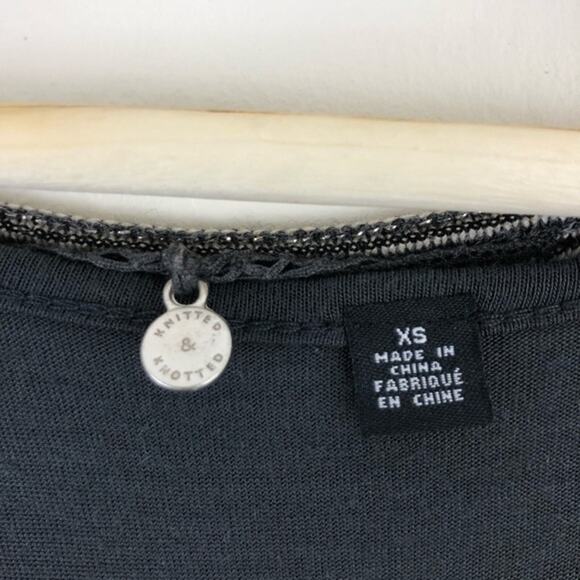 KNITTED
&
KNOTTED
XS
MADE IN
CHINA
FABRIQUÉ
EN CHINE